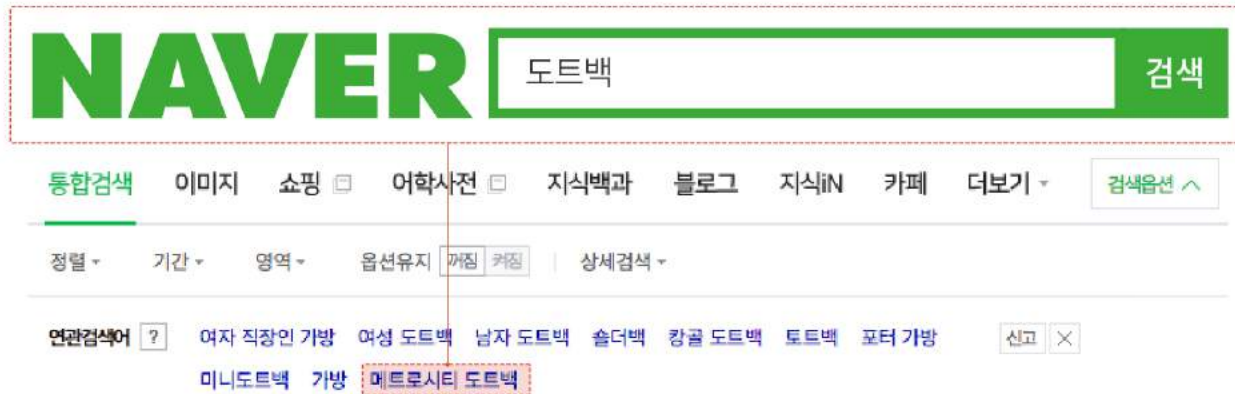 NAVER 도트백 검색
통합검색 이미지 쇼핑 어학사전 지식백과 블로그 지식iN 카페 더보기 검색옵션
정렬 기간 영역 옵션유지 꺼짐 켜짐 상세검색
연관검색어 ? 여자 직장인 가방 여성 도트백 남자 도트백 숄더백 캉골 도트백 토트백 포터 가방 신고
미니도트백 가방 메트로시티 도트백